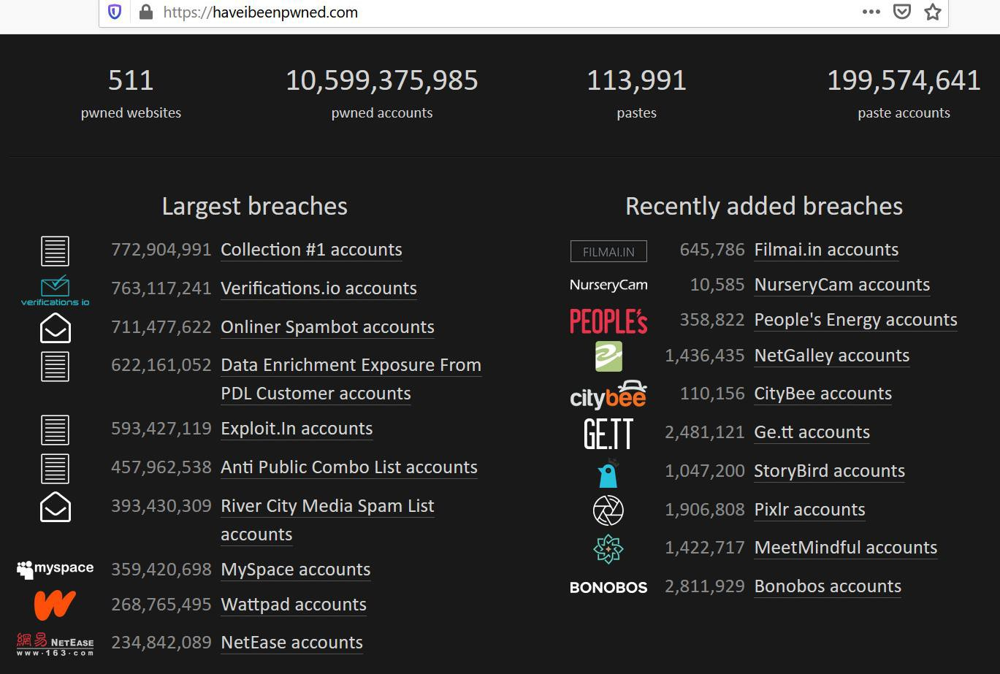 https://haveibeenpwned.com
511
pwned websites
10,599,375,985
pwned accounts
113,991
pastes
199,574,641
paste accounts
Largest breaches
772,904,991 Collection #1 accounts
verifications io
763,117,241 Verifications.io accounts
711,477,622 Onliner Spambot accounts
622,161,052 Data Enrichment Exposure From
PDL Customer accounts
593,427,119 Exploit.In accounts
457,962,538 Anti Public Combo List accounts
393,430,309 River City Media Spam List
accounts
myspace 359,420,698 MySpace accounts
268,765,495 Wattpad accounts
網易 NETEASE
www.163.com
234,842,089 NetEase accounts
Recently added breaches
FILMAI.IN 645,786 Filmai.in accounts
NurseryCam 10,585 NurseryCam accounts
PEOPLE's 358,822 People's Energy accounts
1,436,435 NetGalley accounts
citybee 110,156 CityBee accounts
GE.TT 2,481,121 Ge.tt accounts
1,047,200 StoryBird accounts
1,906,808 Pixlr accounts
1,422,717 MeetMindful accounts
BONOBOS 2,811,929 Bonobos accounts